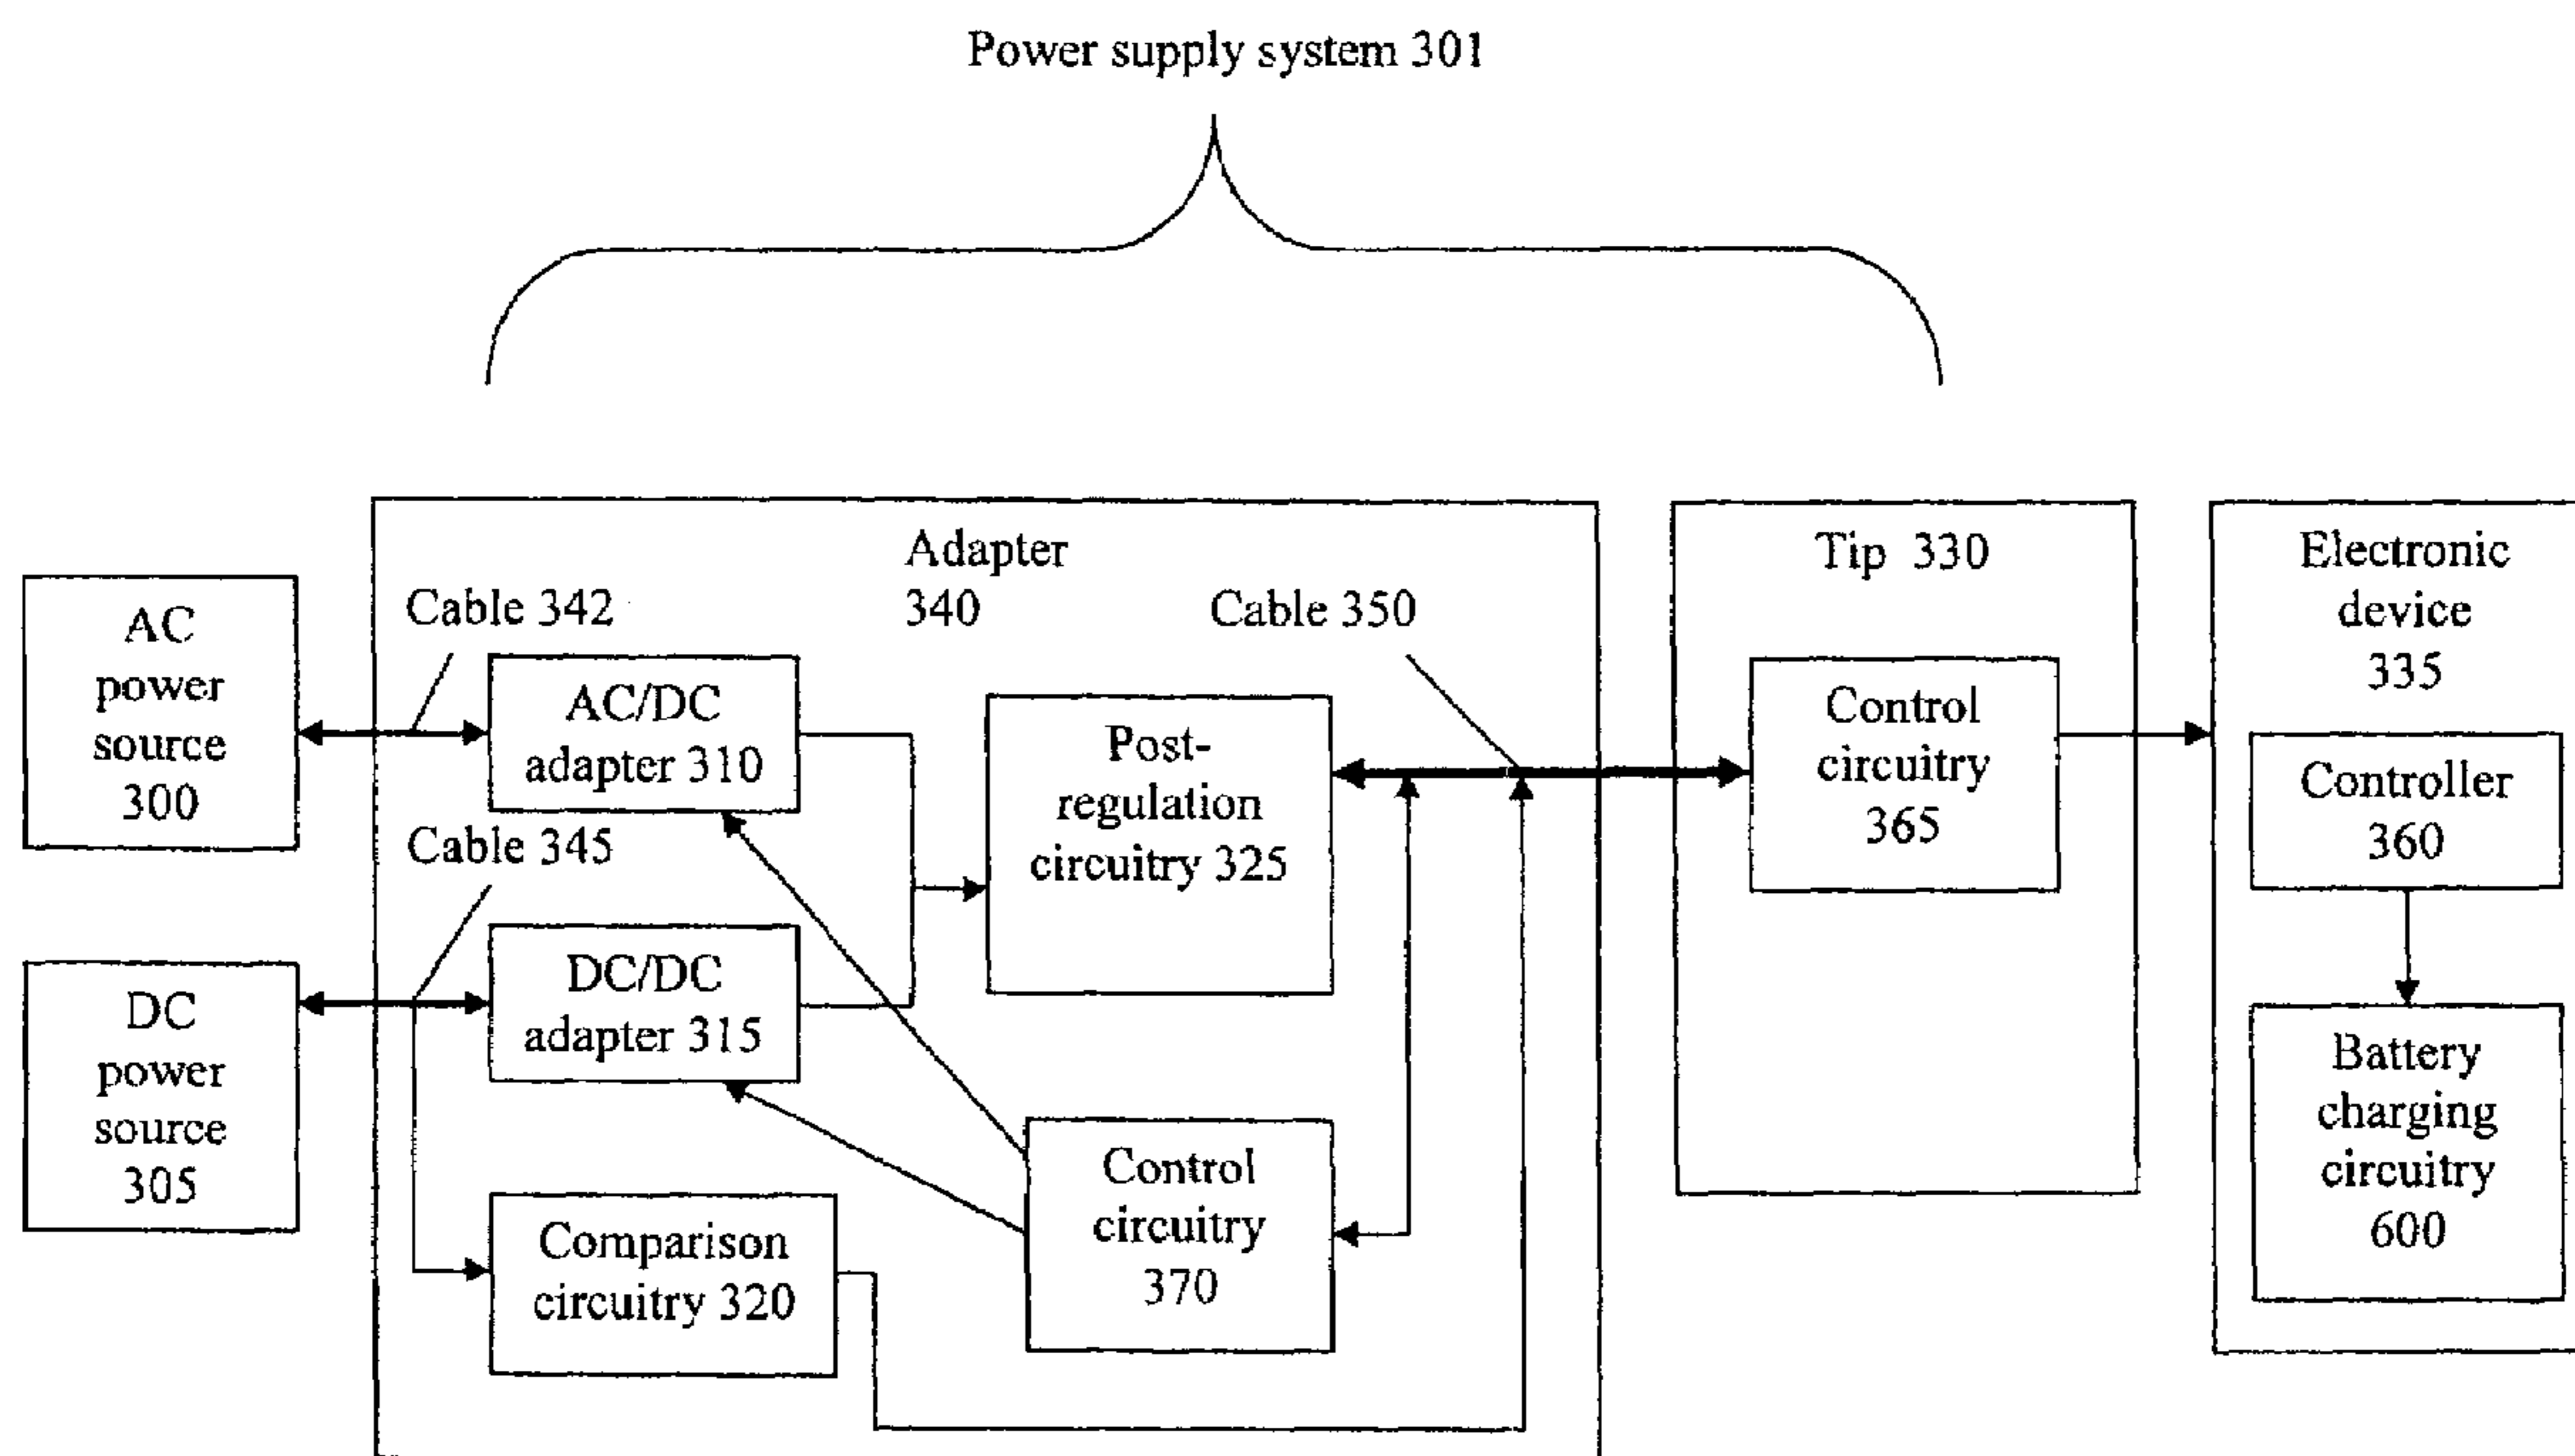 Power supply system 301
AC
power
source
300
DC
power
source
305
Adapter
340
Cable 342
AC/DC
adapter 310
Cable 345
DC/DC
adapter 315
Comparison
circuitry 320
Cable 350
Post-
regulation
circuitry 325
Control
circuitry
370
Tip 330
Control
circuitry
365
Electronic
device
335
Controller
360
Battery
charging
circuitry
600